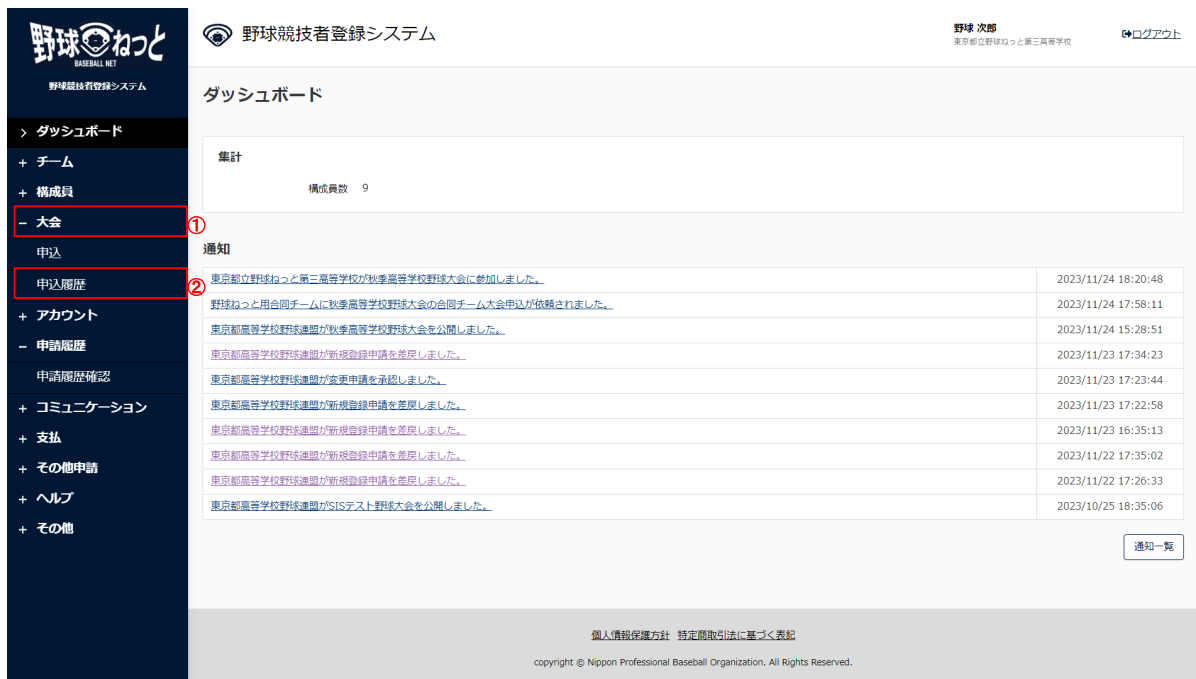 野球ねっと
BASEBALL NET
野球競技者登録システム
野球競技者登録システム
野球 次郎
東京都立野球ねっと第三高等学校
ログアウト
> ダッシュボード
+ チーム
+ 構成員
− 大会
①
申込
申込履歴
②
+ アカウント
− 申請履歴
申請履歴確認
+ コミュニケーション
+ 支払
+ その他申請
+ ヘルプ
+ その他
ダッシュボード
集計
構成員数 9
通知
東京都立野球ねっと第三高等学校が秋季高等学校野球大会に参加しました。 2023/11/24 18:20:48
野球ねっと用合同チームに秋季高等学校野球大会の合同チーム大会申込が依頼されました。 2023/11/24 17:58:11
東京都高等学校野球連盟が秋季高等学校野球大会を公開しました。 2023/11/24 15:28:51
東京都高等学校野球連盟が新規登録申請を差戻しました。 2023/11/23 17:34:23
東京都高等学校野球連盟が変更申請を承認しました。 2023/11/23 17:23:44
東京都高等学校野球連盟が新規登録申請を差戻しました。 2023/11/23 17:22:58
東京都高等学校野球連盟が新規登録申請を差戻しました。 2023/11/23 16:35:13
東京都高等学校野球連盟が新規登録申請を差戻しました。 2023/11/22 17:35:02
東京都高等学校野球連盟が新規登録申請を差戻しました。 2023/11/22 17:26:33
東京都高等学校野球連盟がSISテスト野球大会を公開しました。 2023/10/25 18:35:06
通知一覧
個人情報保護方針 特定商取引法に基づく表記
copyright © Nippon Professional Baseball Organization. All Rights Reserved.